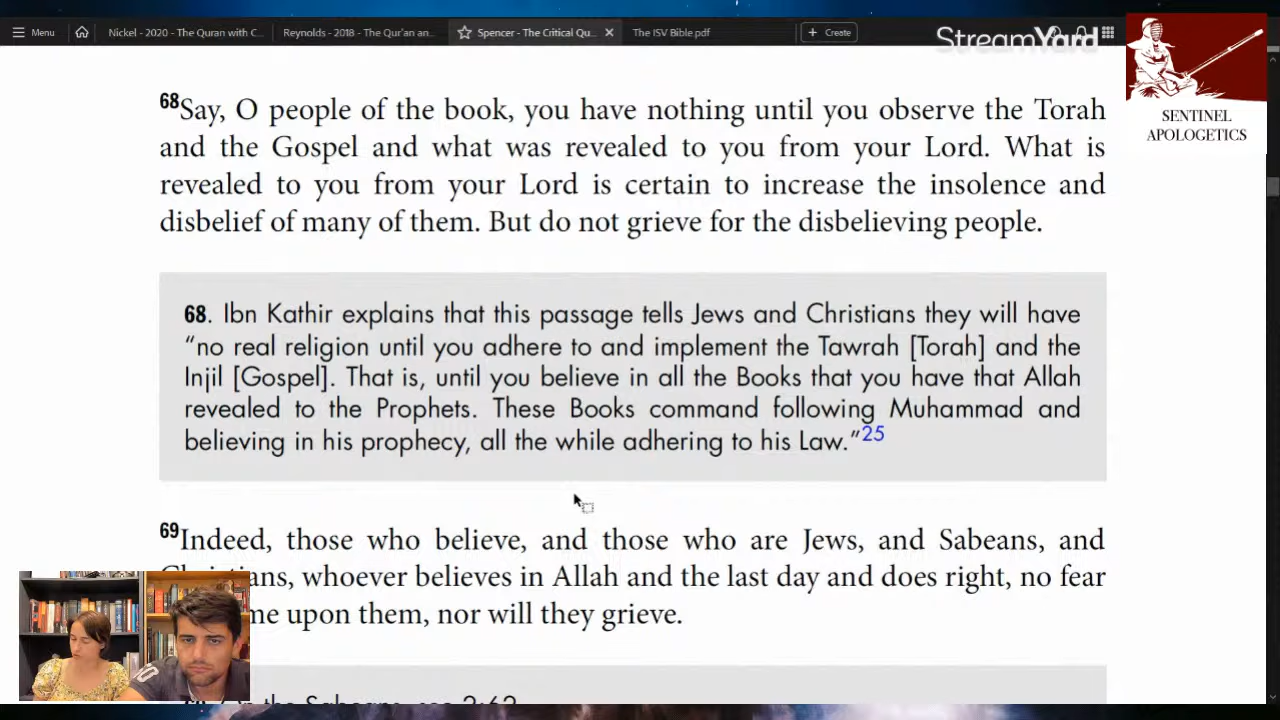 Menu
Nickel - 2020 - The Quran with C...
Reynolds - 2018 - The Qur'an an...
Spencer - The Critical Qu...
The ISV Bible.pdf
Create
StreamYard
SENTINEL
APOLOGETICS
68Say, O people of the book, you have nothing until you observe the Torah
and the Gospel and what was revealed to you from your Lord. What is
revealed to you from your Lord is certain to increase the insolence and
disbelief of many of them. But do not grieve for the disbelieving people.
68. Ibn Kathir explains that this passage tells Jews and Christians they will have
“no real religion until you adhere to and implement the Tawrah [Torah] and the
Injil [Gospel]. That is, until you believe in all the Books that you have that Allah
revealed to the Prophets. These Books command following Muhammad and
believing in his prophecy, all the while adhering to his Law.”25
69Indeed, those who believe, and those who are Jews, and Sabeans, and
Christians, whoever believes in Allah and the last day and does right, no fear
me upon them, nor will they grieve.
the Sabeans, see 2:62